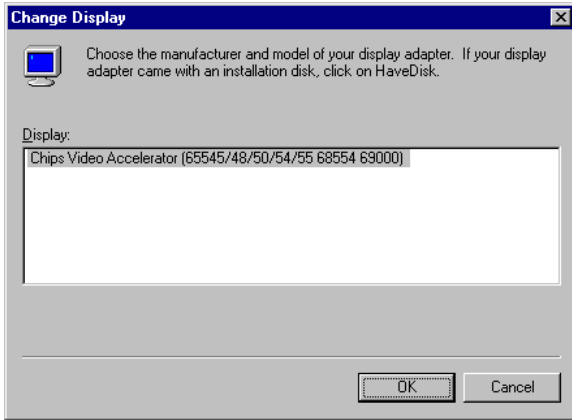 Change Display
Choose the manufacturer and model of your display adapter. If your display
adapter came with an installation disk, click on HaveDisk.
Display:
Chips Video Accelerator (65545/48/50/54/55 68554 69000)
OK
Cancel